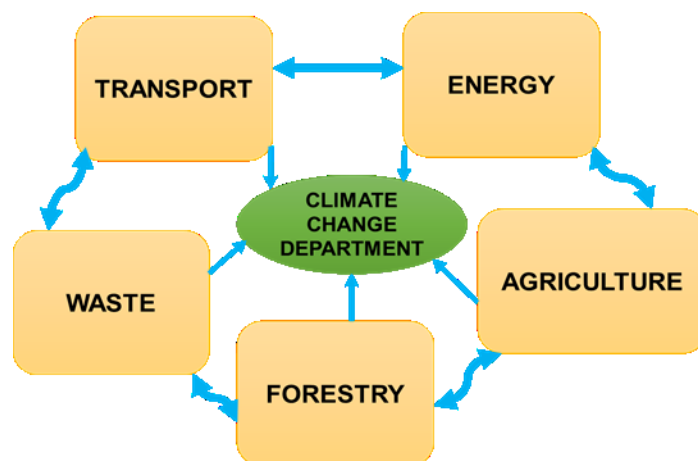 TRANSPORT
ENERGY
CLIMATE
CHANGE
DEPARTMENT
WASTE
AGRICULTURE
FORESTRY